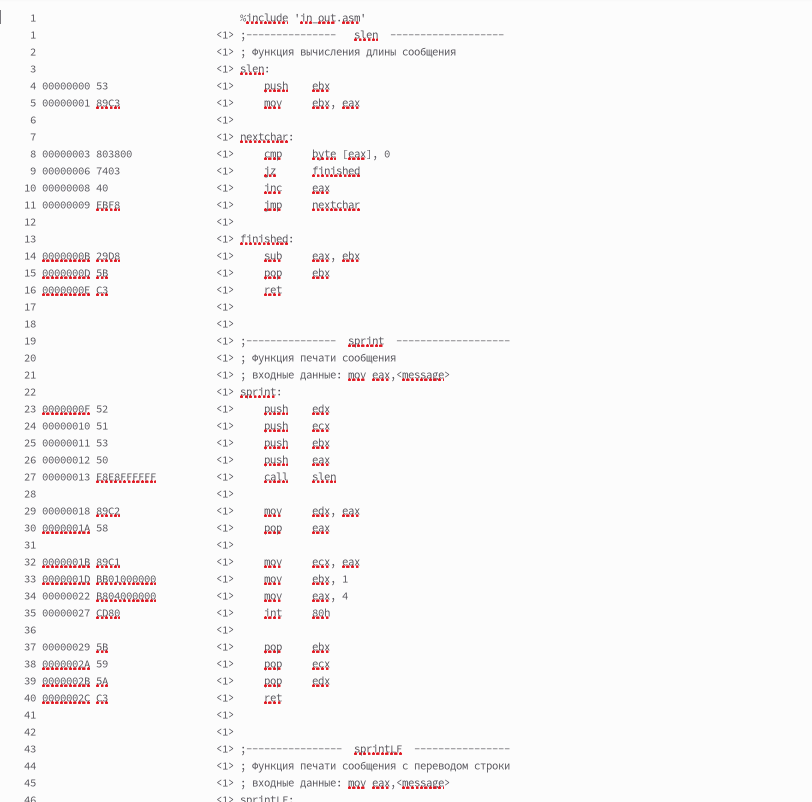 1 %include 'in_out.asm'
1 <1> ;--------------- slen -------------------
2 <1> ; Функция вычисления длины сообщения
3 <1> slen:
4 00000000 53 <1> push ebx
5 00000001 89C3 <1> mov ebx, eax
6 <1>
7 <1> nextchar:
8 00000003 803800 <1> cmp byte [eax], 0
9 00000006 7403 <1> jz finished
10 00000008 40 <1> inc eax
11 00000009 EBF8 <1> jmp nextchar
12 <1>
13 <1> finished:
14 0000000B 29D8 <1> sub eax, ebx
15 0000000D 5B <1> pop ebx
16 0000000E C3 <1> ret
17 <1>
18 <1>
19 <1> ;--------------- sprint -------------------
20 <1> ; Функция печати сообщения
21 <1> ; входные данные: mov eax,<message>
22 <1> sprint:
23 0000000F 52 <1> push edx
24 00000010 51 <1> push ecx
25 00000011 53 <1> push ebx
26 00000012 50 <1> push eax
27 00000013 E8E8FFFFFF <1> call slen
28 <1>
29 00000018 89C2 <1> mov edx, eax
30 0000001A 58 <1> pop eax
31 <1>
32 0000001B 89C1 <1> mov ecx, eax
33 0000001D BB01000000 <1> mov ebx, 1
34 00000022 B804000000 <1> mov eax, 4
35 00000027 CD80 <1> int 80h
36 <1>
37 00000029 5B <1> pop ebx
38 0000002A 59 <1> pop ecx
39 0000002B 5A <1> pop edx
40 0000002C C3 <1> ret
41 <1>
42 <1>
43 <1> ;---------------- sprintLF ----------------
44 <1> ; Функция печати сообщения с переводом строки
45 <1> ; входные данные: mov eax,<message>
46 <1> sprintLF: